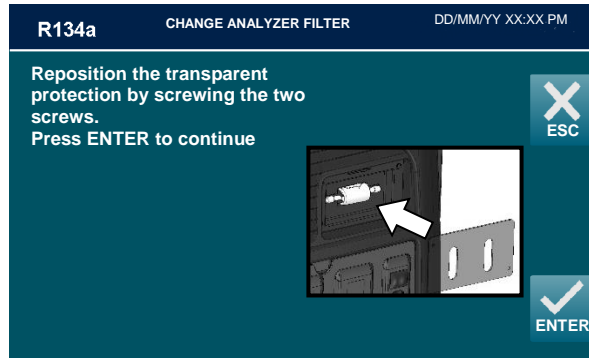 R134a
CHANGE ANALYZER FILTER
DD/MM/YY XX:XX PM
Reposition the transparent
protection by screwing the two
screws.
Press ENTER to continue
ESC
ENTER